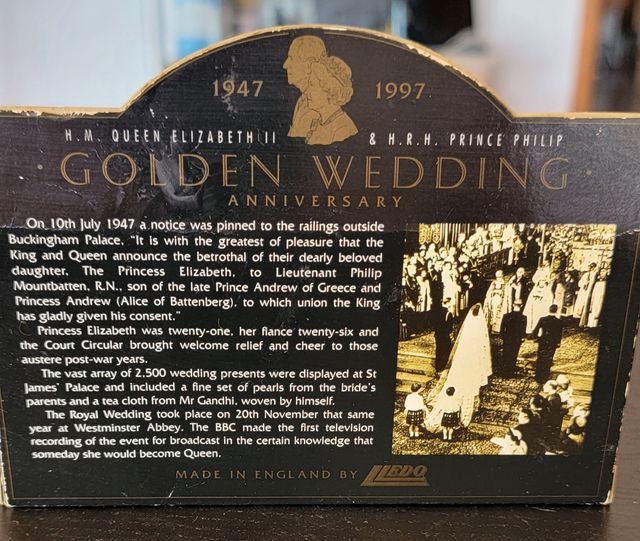 1947 1997
H.M. QUEEN ELIZABETH II & H.R.H. PRINCE PHILIP
GOLDEN WEDDING
ANNIVERSARY
On 10th July 1947 a notice was pinned to the railings outside
Buckingham Palace, "It is with the greatest of pleasure that the
King and Queen announce the betrothal of their dearly beloved
daughter, The Princess Elizabeth, to Lieutenant Philip
Mountbatten, R.N., son of the late Prince Andrew of Greece and
Princess Andrew (Alice of Battenberg), to which union the King
has gladly given his consent."
Princess Elizabeth was twenty-one, her fiance twenty-six and
the Court Circular brought welcome relief and cheer to those
austere post-war years.
The vast array of 2,500 wedding presents were displayed at St
James' Palace and included a fine set of pearls from the bride's
parents and a tea cloth from Mr Gandhi, woven by himself.
The Royal Wedding took place on 20th November that same
year at Westminster Abbey. The BBC made the first television
recording of the event for broadcast in the certain knowledge that
someday she would become Queen.
MADE IN ENGLAND BY LLEDO